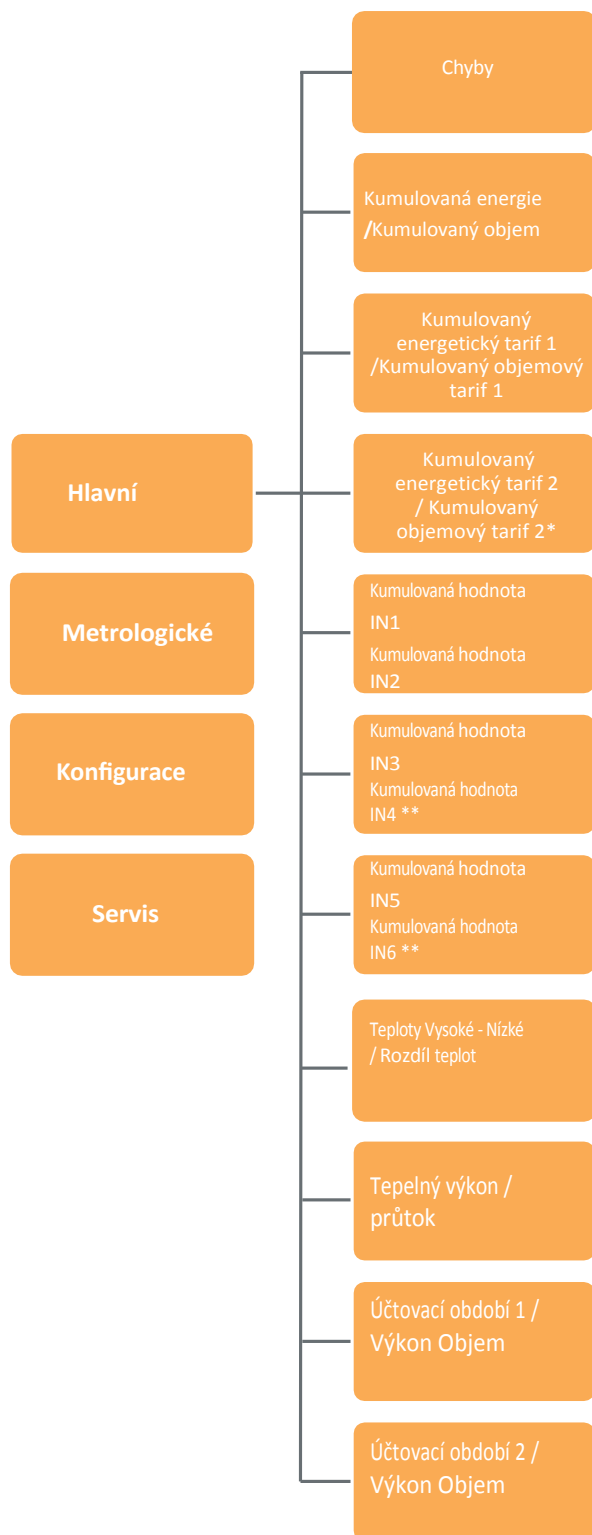 Chyby
Kumulovaná energie
/Kumulovaný objem
Kumulovaný
energetický tarif 1
/Kumulovaný objemový
tarif 1
Hlavní
Kumulovaný
energetický tarif 2
/ Kumulovaný
objemový tarif 2*
Metrologické
Kumulovaná hodnota
IN1
Kumulovaná hodnota
IN2
Konfigurace
Kumulovaná hodnota
IN3
Kumulovaná hodnota
IN4 **
Servis
Kumulovaná hodnota
IN5
Kumulovaná hodnota
IN6 **
Teploty Vysoké - Nízké
/ Rozdíl teplot
Tepelný výkon /
průtok
Účtovací období 1 /
Výkon Objem
Účtovací období 2 /
Výkon Objem